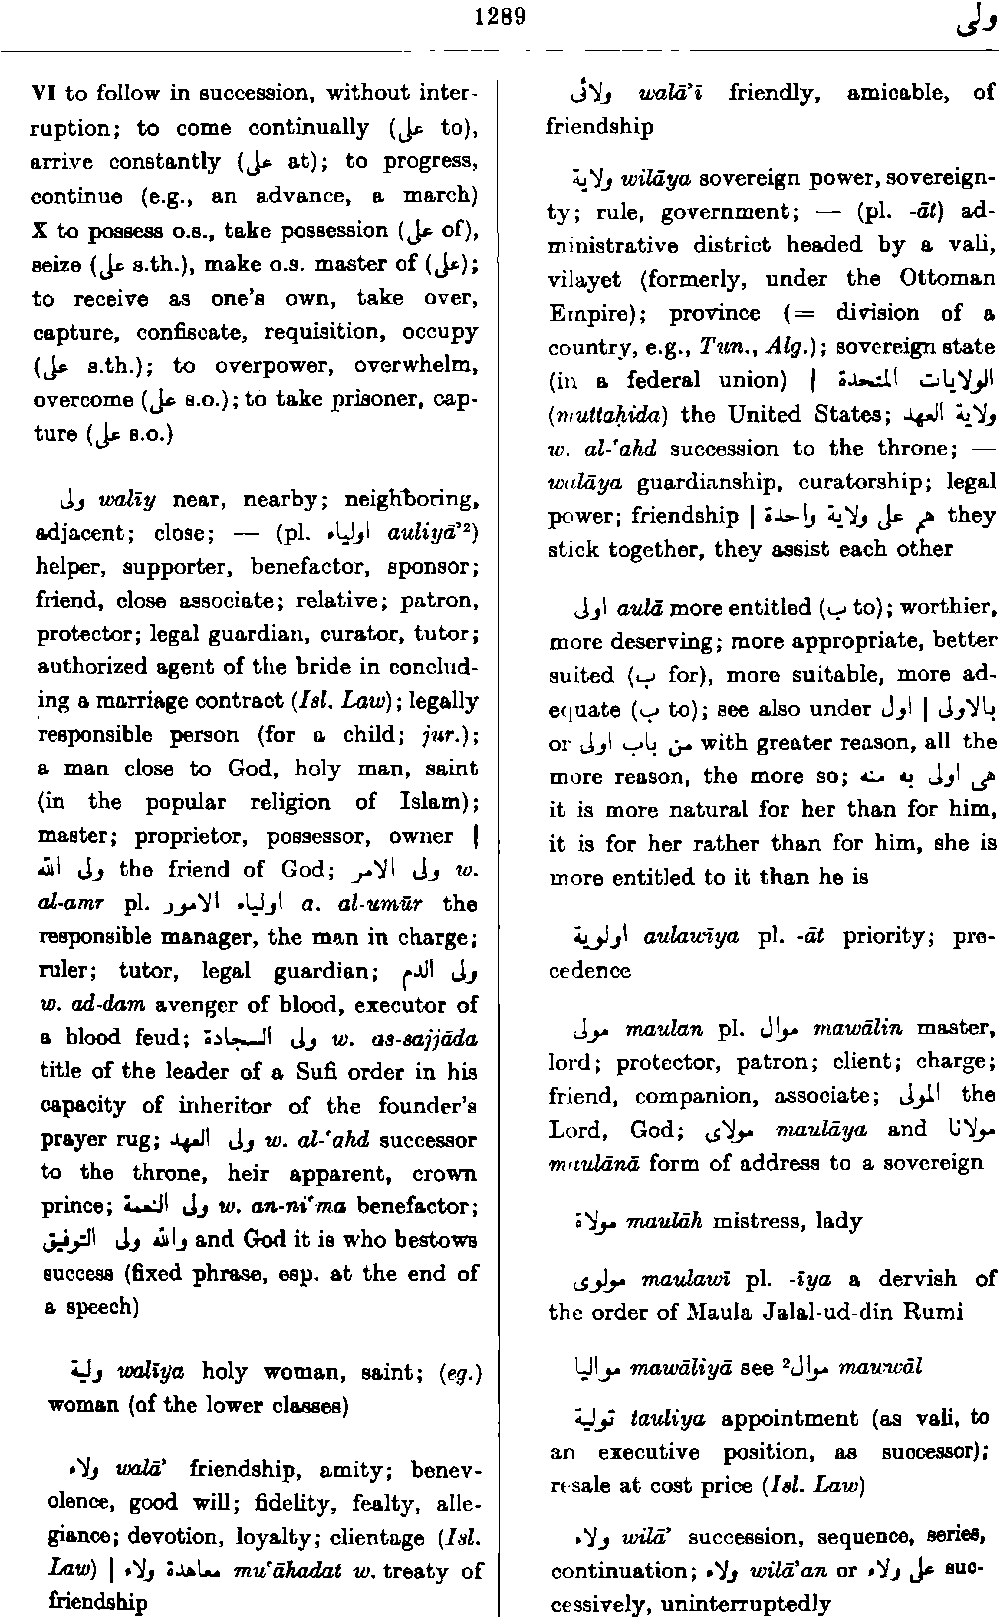 1289
ولى
VI to follow in succession, without inter-
ruption; to come continually (على to),
arrive constantly (على at); to progress,
continue (e.g., an advance, a march)
X to possess o.s., take possession (على of),
seize (على s.th.), make o.s. master of (على);
to receive as one's own, take over,
capture, confiscate, requisition, occupy
(على s.th.); to overpower, overwhelm,
overcome (على s.o.); to take prisoner, cap-
ture (على s.o.)
ولى walīy near, nearby; neighboring,
adjacent; close; — (pl. اولياء auliyā’²)
helper, supporter, benefactor, sponsor;
friend, close associate; relative; patron,
protector; legal guardian, curator, tutor;
authorized agent of the bride in conclud-
ing a marriage contract (Isl. Law); legally
responsible person (for a child; jur.);
a man close to God, holy man, saint
(in the popular religion of Islam);
master; proprietor, possessor, owner |
ولى الله the friend of God; ولى الامر w.
al-amr pl. اولياء الامور a. al-umūr the
responsible manager, the man in charge;
ruler; tutor, legal guardian; ولى الدم
w. ad-dam avenger of blood, executor of
a blood feud; ولى السجادة w. as-sajjāda
title of the leader of a Sufi order in his
capacity of inheritor of the founder's
prayer rug; ولى العهد w. al-‘ahd successor
to the throne, heir apparent, crown
prince; ولى النعمة w. an-ni‘ma benefactor;
والله ولى التوفيق and God it is who bestows
success (fixed phrase, esp. at the end of
a speech)
ولية walīya holy woman, saint; (eg.)
woman (of the lower classes)
ولاء walā’ friendship, amity; benev-
olence, good will; fidelity, fealty, alle-
giance; devotion, loyalty; clientage (Isl.
Law) | معاهدة ولاء mu‘āhadat w. treaty of
friendship
ولائى walā’ī friendly, amicable, of
friendship
ولاية wilāya sovereign power, sovereign-
ty; rule, government; — (pl. -āt) ad-
ministrative district headed by a vali,
vilayet (formerly, under the Ottoman
Empire); province (= division of a
country, e.g., Tun., Alg.); sovereign state
(in a federal union) | الولايات المتحدة
(muttaḥida) the United States; ولاية العهد
w. al-‘ahd succession to the throne; —
walāya guardianship, curatorship; legal
power; friendship | هم على ولاية واحدة they
stick together, they assist each other
اولى aulā more entitled (ب to); worthier,
more deserving; more appropriate, better
suited (ب for), more suitable, more ad-
equate (ب to); see also under اول | بالاولى
or من باب اولى with greater reason, all the
more reason, the more so; هى اولى به منه
it is more natural for her than for him,
it is for her rather than for him, she is
more entitled to it than he is
اولوية aulawīya pl. -āt priority; pre-
cedence
مولى maulan pl. موال mawālin master,
lord; protector, patron; client; charge;
friend, companion, associate; المولى the
Lord, God; مولاى maulāya and مولانا
maulānā form of address to a sovereign
مولاة maulāh mistress, lady
مولوى maulawī pl. -īya a dervish of
the order of Maula Jalal-ud-din Rumi
مواليا mawāliyā see ²موال mauwāl
تولية tauliya appointment (as vali, to
an executive position, as successor);
resale at cost price (Isl. Law)
ولاء wilā’ succession, sequence, series,
continuation; ولاء wilā’an or على ولاء suc-
cessively, uninterruptedly